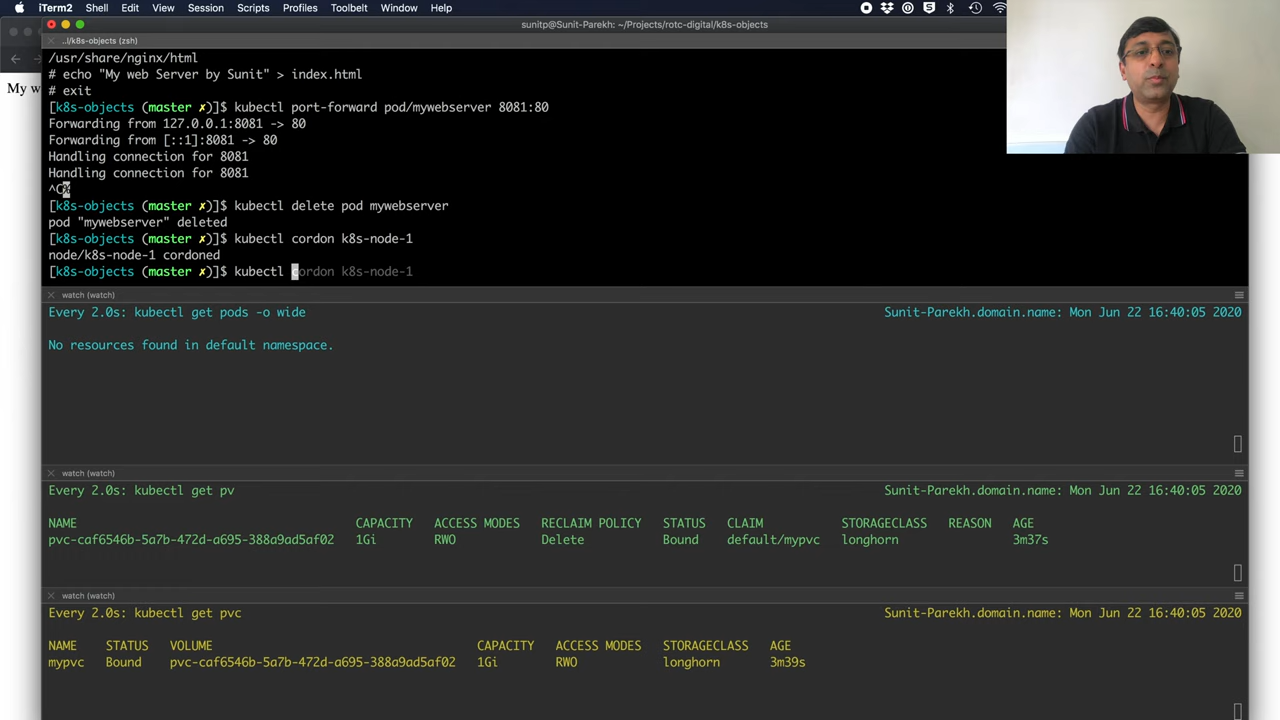 iTerm2 Shell Edit View Session Scripts Profiles Toolbelt Window Help
sunitp@Sunit-Parekh: ~/Projects/rotc-digital/k8s-objects
..l/k8s-objects (zsh)
My w
/usr/share/nginx/html
# echo "My web Server by Sunit" > index.html
# exit
[k8s-objects (master ✗)]$ kubectl port-forward pod/mywebserver 8081:80
Forwarding from 127.0.0.1:8081 -> 80
Forwarding from [::1]:8081 -> 80
Handling connection for 8081
Handling connection for 8081
^C%
[k8s-objects (master ✗)]$ kubectl delete pod mywebserver
pod "mywebserver" deleted
[k8s-objects (master ✗)]$ kubectl cordon k8s-node-1
node/k8s-node-1 cordoned
[k8s-objects (master ✗)]$ kubectl cordon k8s-node-1
watch (watch)
Every 2.0s: kubectl get pods -o wide Sunit-Parekh.domain.name: Mon Jun 22 16:40:05 2020
No resources found in default namespace.
watch (watch)
Every 2.0s: kubectl get pv Sunit-Parekh.domain.name: Mon Jun 22 16:40:05 2020
NAME CAPACITY ACCESS MODES RECLAIM POLICY STATUS CLAIM STORAGECLASS REASON AGE
pvc-caf6546b-5a7b-472d-a695-388a9ad5af02 1Gi RWO Delete Bound default/mypvc longhorn 3m37s
watch (watch)
Every 2.0s: kubectl get pvc Sunit-Parekh.domain.name: Mon Jun 22 16:40:05 2020
NAME STATUS VOLUME CAPACITY ACCESS MODES STORAGECLASS AGE
mypvc Bound pvc-caf6546b-5a7b-472d-a695-388a9ad5af02 1Gi RWO longhorn 3m39s